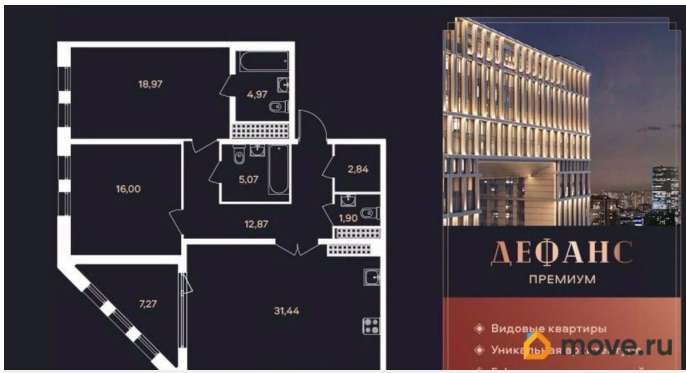 18,97
4,97
16,00
5,07
2,84
1,90
12,87
7,27
31,44
ДЕФАНС
ПРЕМИУМ
Видовые квартиры
move.ru